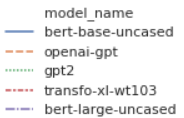 model_name
bert-base-uncased
openai-gpt
gpt2
transfo-xl-wt103
bert-large-uncased